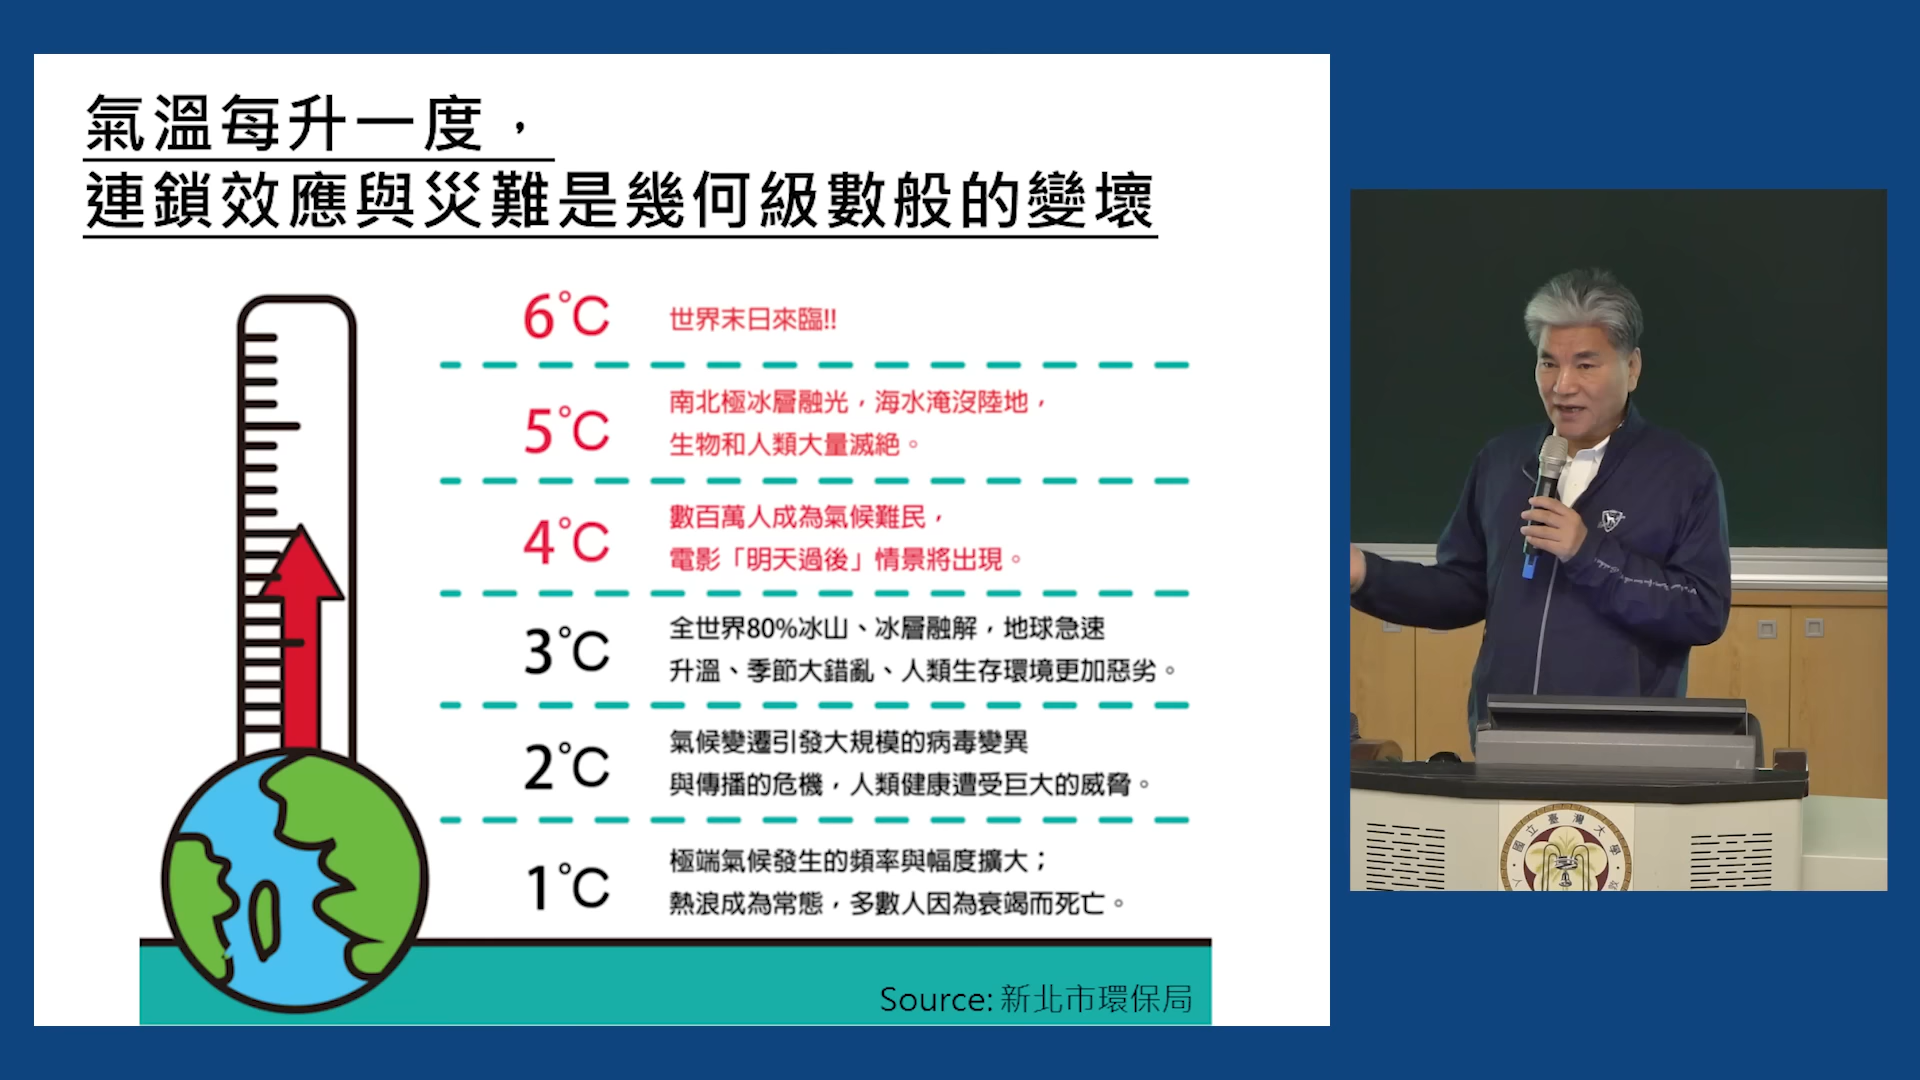 氣溫每升一度，
連鎖效應與災難是幾何級數般的變壞
6°C 世界末日來臨!!
5°C 南北極冰層融光，海水淹沒陸地，
生物和人類大量滅絕。
4°C 數百萬人成為氣候難民，
電影「明天過後」情景將出現。
3°C 全世界80%冰山、冰層融解，地球急速
升溫、季節大錯亂、人類生存環境更加惡劣。
2°C 氣候變遷引發大規模的病毒變異
與傳播的危機，人類健康遭受巨大的威脅。
1°C 極端氣候發生的頻率與幅度擴大；
熱浪成為常態，多數人因為衰竭而死亡。
Source: 新北市環保局
國立臺灣大學